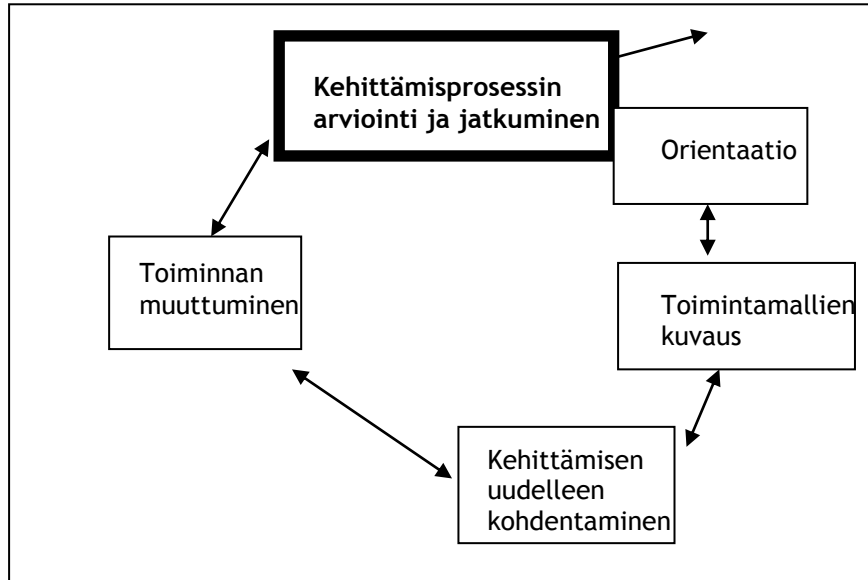 Kehittämisprosessin
arviointi ja jatkuminen
Orientaatio
Toimintamallien
kuvaus
Kehittämisen
uudelleen
kohdentaminen
Toiminnan
muuttuminen